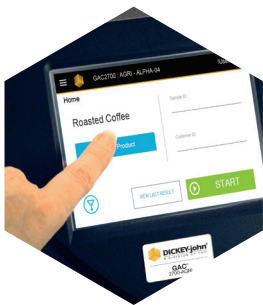 GAC2700 : AGRI - ALPHA-04
Home
Roasted Coffee
Product
Sample ID
Customer ID
VIEW LAST RESULT
START
DICKEY-john
GAC
2700-AGRI